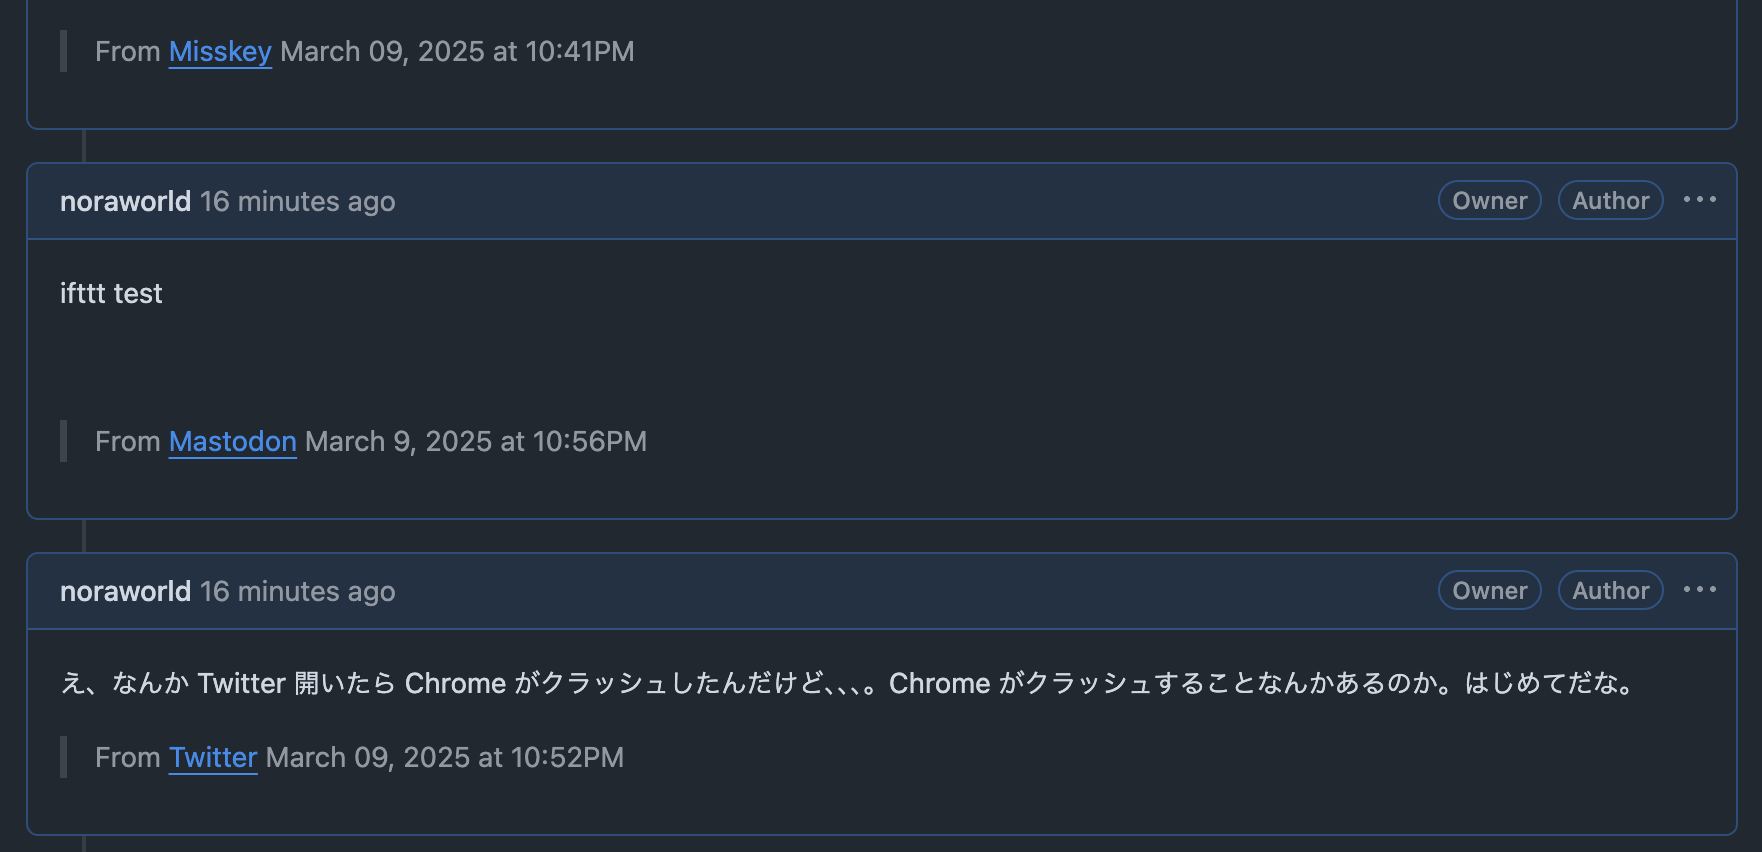 From Misskey March 09, 2025 at 10:41PM
noraworld 16 minutes ago Owner Author ...
ifttt test
From Mastodon March 9, 2025 at 10:56PM
noraworld 16 minutes ago Owner Author ...
え、なんか Twitter 開いたら Chrome がクラッシュしたんだけど､､､。Chrome がクラッシュすることなんかあるのか。はじめてだな。
From Twitter March 09, 2025 at 10:52PM